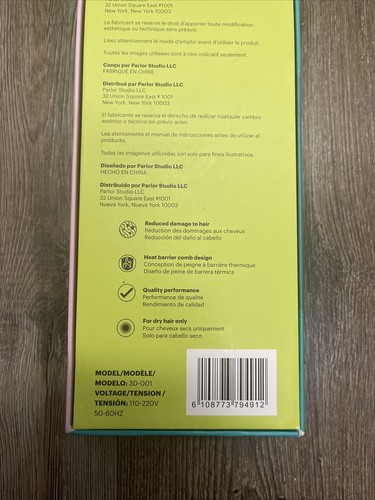 32 Union Square East #1001
New York, New York 10003
Le fabricant se réserve le droit d'apporter toute modification
esthétique ou technique sans préavis.
Lisez attentivement le mode d'emploi avant d'utiliser le produit.
Toutes les images utilisées sont à titre indicatif seulement.
Conçu par Parlor Studio LLC
FABRIQUÉ EN CHINE
Distribué par Parlor Studio LLC
Parlor Studio LLC
32 Union Square East #1001
New York, New York 10003
El fabricante se reserva el derecho de realizar cualquier cambio
estético o técnico sin previo aviso.
Lea atentamente el manual de instrucciones antes de utilizar el
producto.
Todas las imágenes utilizadas son solo para fines ilustrativos.
Diseñado por Parlor Studio LLC
HECHO EN CHINA
Distribuido por Parlor Studio LLC
Parlor Studio LLC
32 Union Square East #1001
Nueva York, Nueva York 10003
Reduced damage to hair
Réduction des dommages aux cheveux
Reducción del daño al cabello
Heat barrier comb design
Conception de peigne à barrière thermique
Diseño de peine de barrera térmica
Quality performance
Performance de qualité
Rendimiento de calidad
For dry hair only
Pour cheveux secs uniquement
Solo para cabello seco
MODEL/MODÈLE/
MODELO: 3D-001
VOLTAGE/TENSION /
TENSIÓN: 110-220V
50-60HZ
6 108773 794912